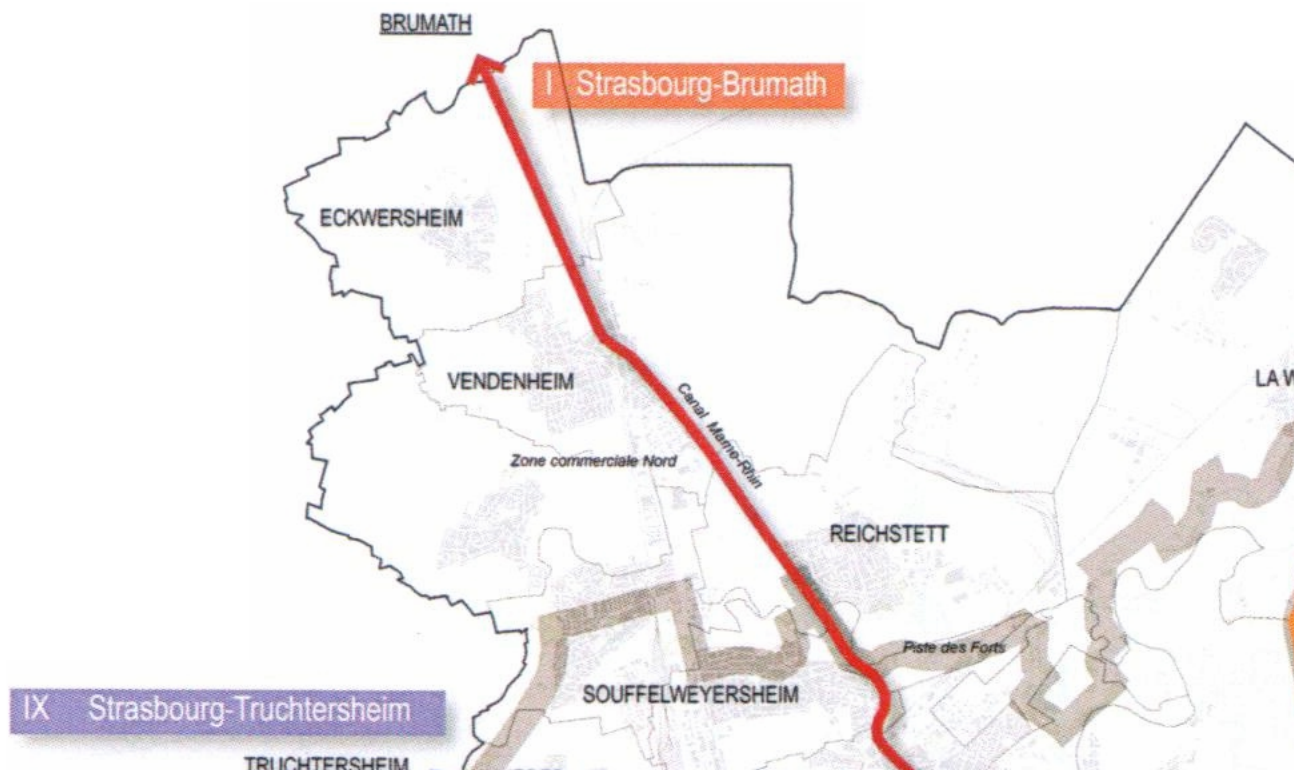 BRUMATH
I Strasbourg-Brumath
ECKWERSHEIM
VENDENHEIM
LA W
Canal Marne-Rhin
Zone commerciale Nord
REICHSTETT
Piste des Forts
SOUFFELWEYERSHEIM
IX Strasbourg-Truchtersheim
TRUCHTERSHEIM